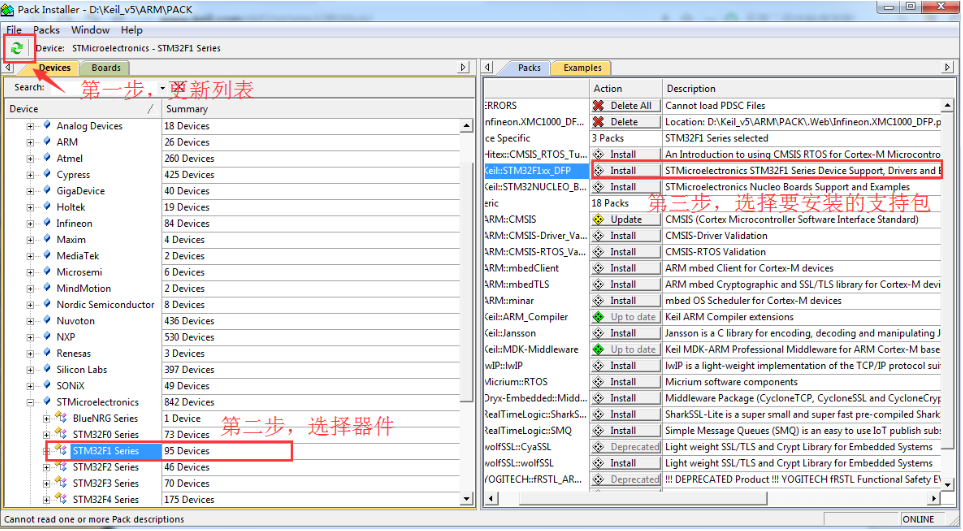 Pack Installer - D:\Keil_v5\ARM\PACK
File Packs Window Help
Device: STMicroelectronics - STM32F1 Series
Devices Boards
第一步，更新列表
Search:
Device Summary
Analog Devices 18 Devices
ARM 26 Devices
Atmel 260 Devices
Cypress 425 Devices
GigaDevice 40 Devices
Holtek 19 Devices
Infineon 84 Devices
Maxim 4 Devices
MediaTek 2 Devices
Microsemi 6 Devices
MindMotion 2 Devices
Nordic Semiconductor 8 Devices
Nuvoton 436 Devices
NXP 530 Devices
Renesas 3 Devices
Silicon Labs 397 Devices
SONiX 49 Devices
STMicroelectronics 842 Devices
BlueNRG Series 1 Device
第二步，选择器件
STM32F0 Series 73 Devices
STM32F1 Series 95 Devices
STM32F2 Series 46 Devices
STM32F3 Series 70 Devices
STM32F4 Series 175 Devices
Packs Examples
Action Description
ERRORS Delete All Cannot load PDSC Files
Infineon.XMC1000_DF... Delete Location: D:\Keil_v5\ARM\PACK\.Web\Infineon.XMC1000_DFP.p
ce Specific 3 Packs STM32F1 Series selected
Hitex::CMSIS_RTOS_Tu... Install An Introduction to using CMSIS RTOS for Cortex-M Microcontro
Keil::STM32F1xx_DFP Install STMicroelectronics STM32F1 Series Device Support, Drivers and E
Keil::STM32NUCLEO_B... Install STMicroelectronics Nucleo Boards Support and Examples
eric 18 Packs
第三步，选择要安装的支持包
ARM::CMSIS Update CMSIS (Cortex Microcontroller Software Interface Standard)
ARM::CMSIS-Driver_Va... Install CMSIS-Driver Validation
ARM::CMSIS-RTOS_Va... Install CMSIS-RTOS Validation
ARM::mbedClient Install ARM mbed Client for Cortex-M devices
ARM::mbedTLS Install ARM mbed Cryptographic and SSL/TLS library for Cortex-M devi
ARM::minar Install mbed OS Scheduler for Cortex-M devices
Keil::ARM_Compiler Up to date Keil ARM Compiler extensions
Keil::Jansson Install Jansson is a C library for encoding, decoding and manipulating J
Keil::MDK-Middleware Up to date Keil MDK-ARM Professional Middleware for ARM Cortex-M base
lwIP::lwIP Install lwIP is a light-weight implementation of the TCP/IP protocol suit
Micrium::RTOS Install Micrium software components
Oryx-Embedded::Midd... Install Middleware Package (CycloneTCP, CycloneSSL and CycloneCryp
RealTimeLogic::SharkS... Install SharkSSL-Lite is a super small and super fast pre-compiled Shark
RealTimeLogic::SMQ Install Simple Message Queues (SMQ) is an easy to use IoT publish subs
wolfSSL::CyaSSL Deprecated Light weight SSL/TLS and Crypt Library for Embedded Systems
wolfSSL::wolfSSL Install Light weight SSL/TLS and Crypt Library for Embedded Systems
YOGITECH::fRSTL_AR... Deprecated !!! DEPRECATED Product !!! YOGITECH fRSTL Functional Safety EV
Cannot read one or more Pack descriptions
ONLINE